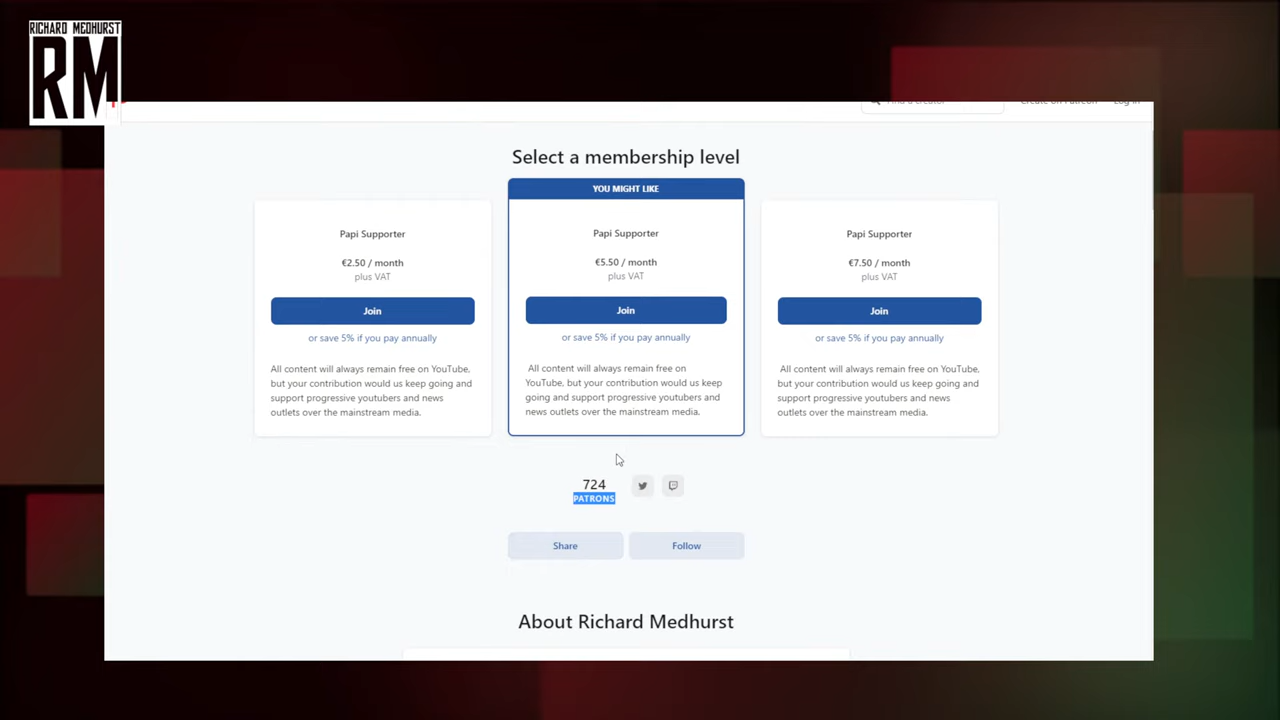 RICHARD MEDHURST
RM
Find a creator
Create on Patreon
Log in
Select a membership level
YOU MIGHT LIKE
Papi Supporter
€2.50 / month
plus VAT
Join
or save 5% if you pay annually
All content will always remain free on YouTube,
but your contribution would us keep going and
support progressive youtubers and news
outlets over the mainstream media.
Papi Supporter
€5.50 / month
plus VAT
Join
or save 5% if you pay annually
All content will always remain free on
YouTube, but your contribution would us keep
going and support progressive youtubers and
news outlets over the mainstream media.
Papi Supporter
€7.50 / month
plus VAT
Join
or save 5% if you pay annually
All content will always remain free on YouTube,
but your contribution would us keep going and
support progressive youtubers and news
outlets over the mainstream media.
724
PATRONS
Share
Follow
About Richard Medhurst